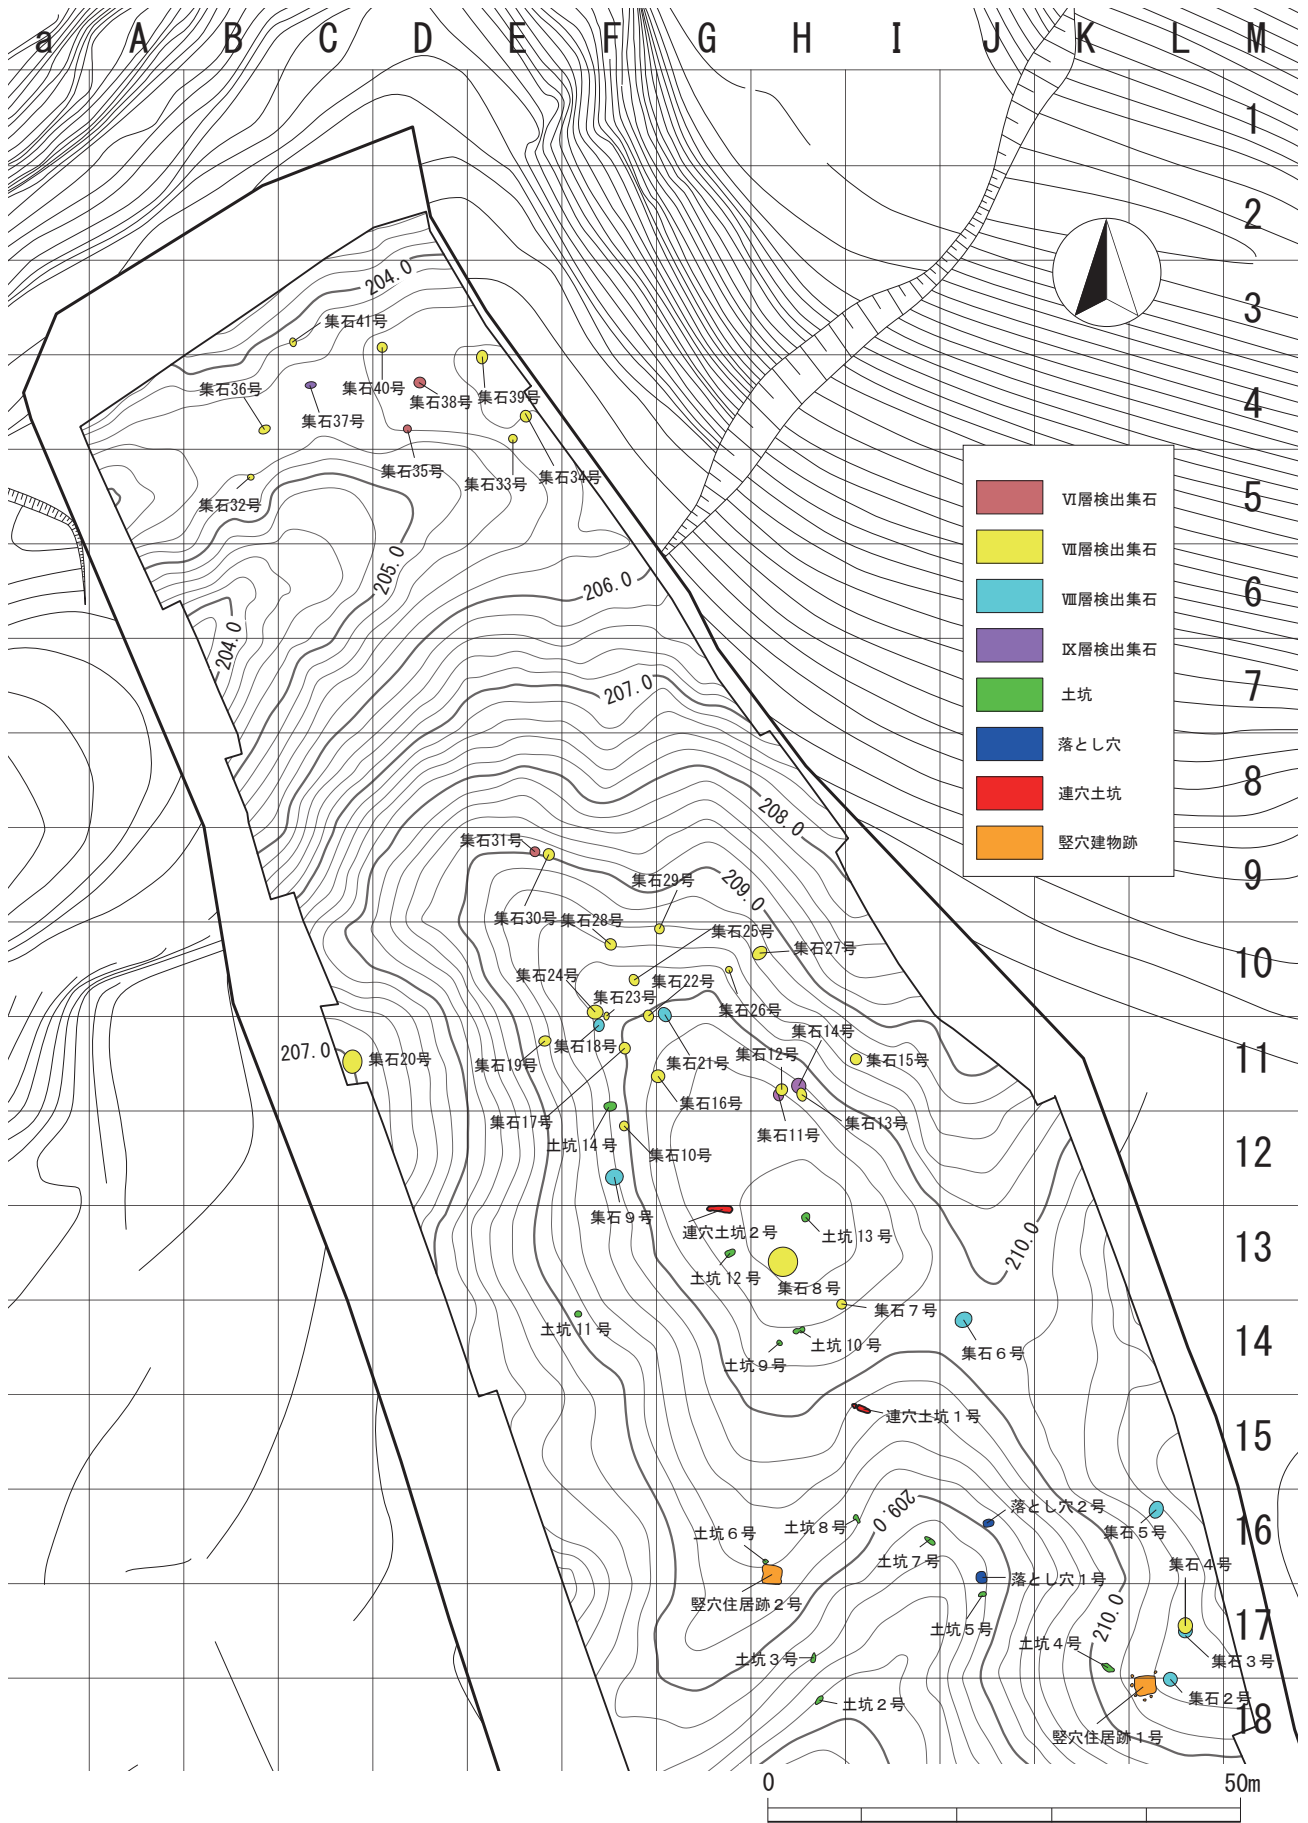 a A B C D E F G H I J K L M
1
2
204.0
3
集石41号
集石36号
集石40号
集石39号
集石38号
集石37号
4
集石35号
集石33号
集石34号
集石32号
5
Ⅵ層検出集石
Ⅶ層検出集石
Ⅷ層検出集石
Ⅸ層検出集石
土坑
落とし穴
連穴土坑
竪穴建物跡
205.0
206.0
6
204.0
207.0
7
208.0
8
集石31号
集石29号
209.0
9
集石30号
集石28号
集石25号
集石27号
10
集石24号
集石22号
集石23号
集石26号
集石14号
207.0
集石20号
集石19号
集石18号
集石21号
集石12号
集石15号
11
集石16号
集石17号
集石11号
集石13号
土坑14号
集石10号
12
集石9号
連穴土坑2号
土坑13号
210.0
13
土坑12号
集石8号
集石7号
土坑11号
土坑10号
集石6号
14
土坑9号
連穴土坑1号
15
209.0
落とし穴2号
土坑8号
土坑6号
集石5号
16
土坑7号
集石4号
落とし穴1号
竪穴住居跡2号
210.0
土坑5号
17
土坑4号
土坑3号
集石3号
集石2号
土坑2号
18
竪穴住居跡1号
0 50m